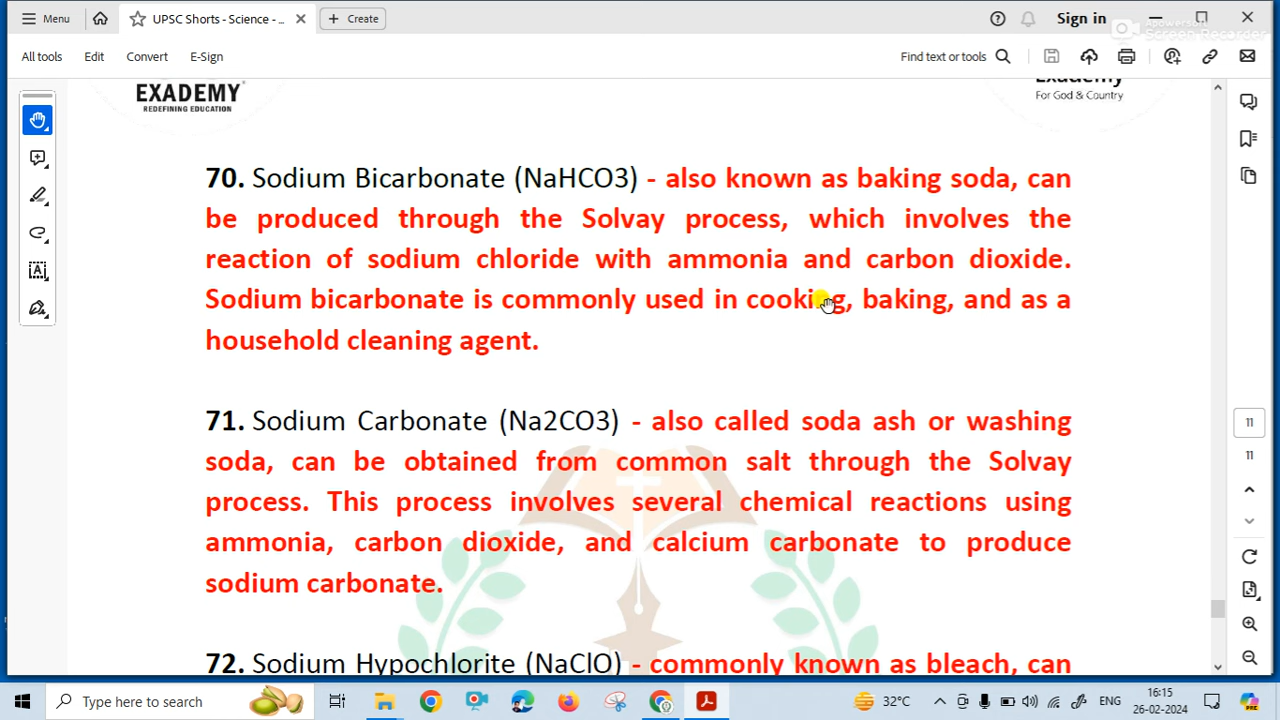 Menu
UPSC Shorts - Science - ...
Create
Sign in
Apowersoft
Screen Recorder
All tools
Edit
Convert
E-Sign
Find text or tools
EXADEMY
REDEFINING EDUCATION
Exademy
For God & Country
70. Sodium Bicarbonate (NaHCO3) - also known as baking soda, can
be produced through the Solvay process, which involves the
reaction of sodium chloride with ammonia and carbon dioxide.
Sodium bicarbonate is commonly used in cooking, baking, and as a
household cleaning agent.
71. Sodium Carbonate (Na2CO3) - also called soda ash or washing
soda, can be obtained from common salt through the Solvay
process. This process involves several chemical reactions using
ammonia, carbon dioxide, and calcium carbonate to produce
sodium carbonate.
72. Sodium Hypochlorite (NaClO) - commonly known as bleach, can
11
11
Type here to search
32°C
ENG
16:15
26-02-2024